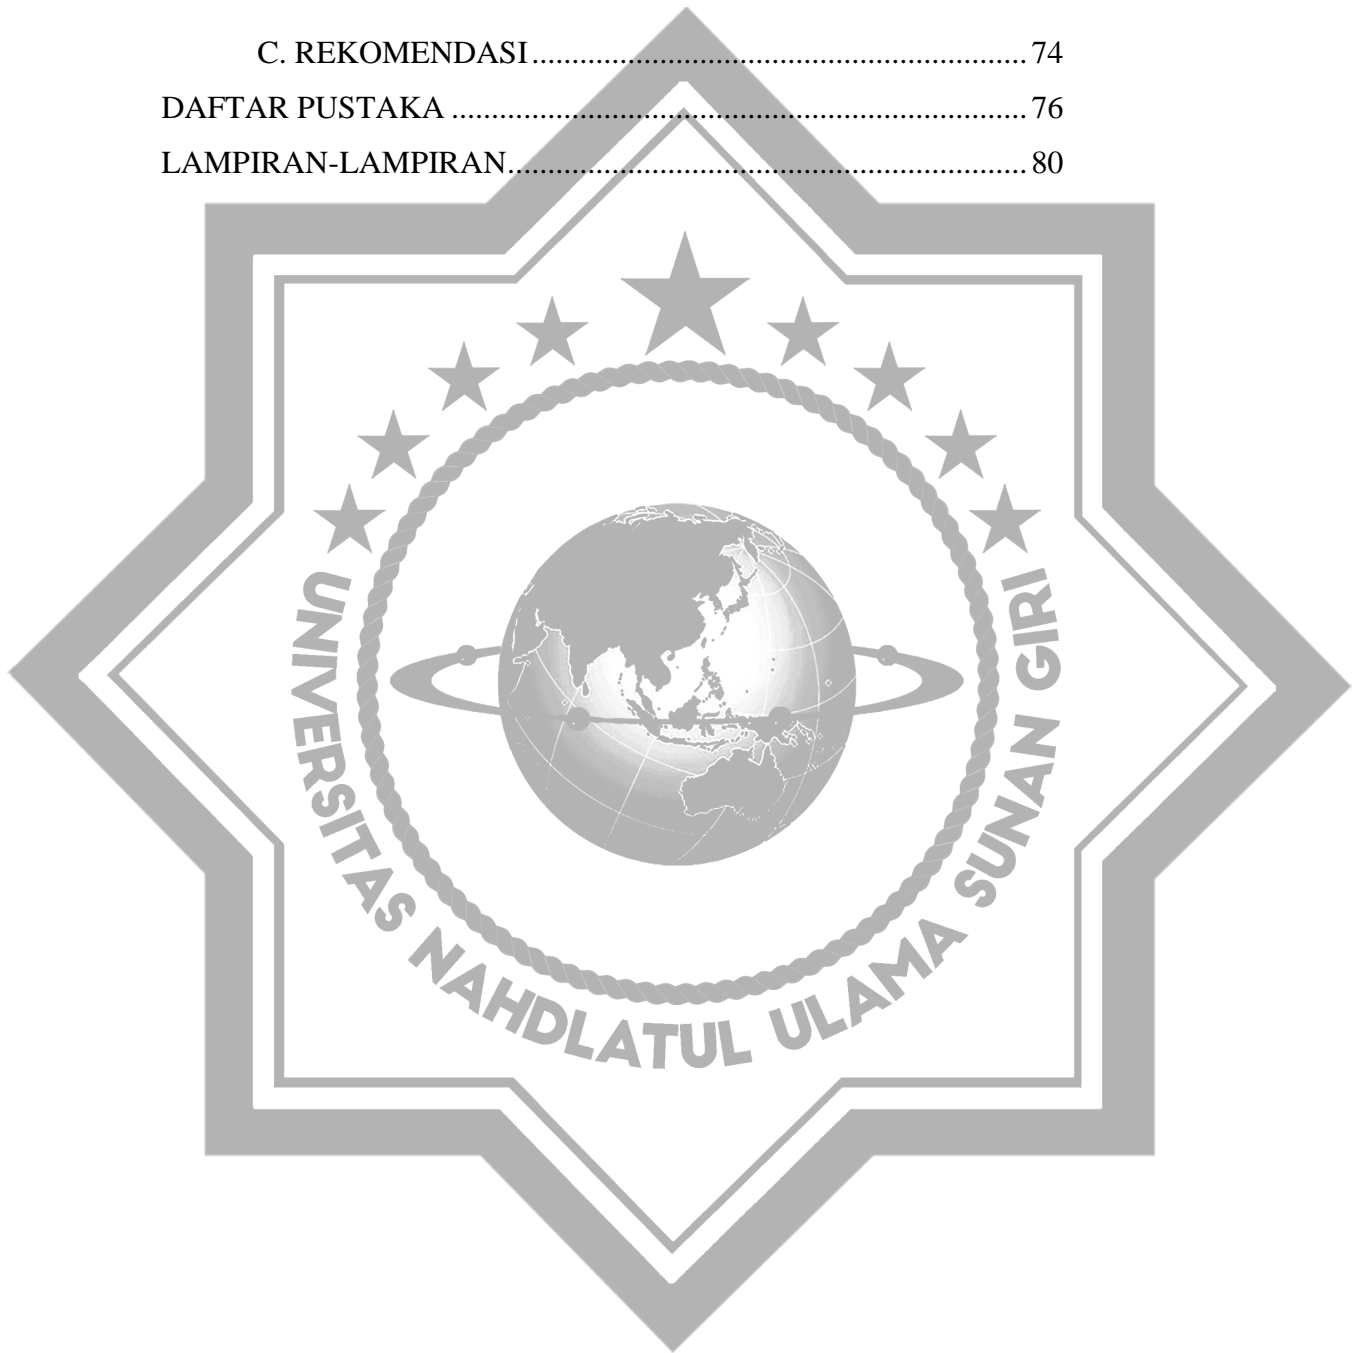 C. REKOMENDASI.............................................................. 74
DAFTAR PUSTAKA ........................................................................ 76
LAMPIRAN-LAMPIRAN................................................................. 80
UNIVERSITAS NAHDLATUL ULAMA SUNAN GIRI